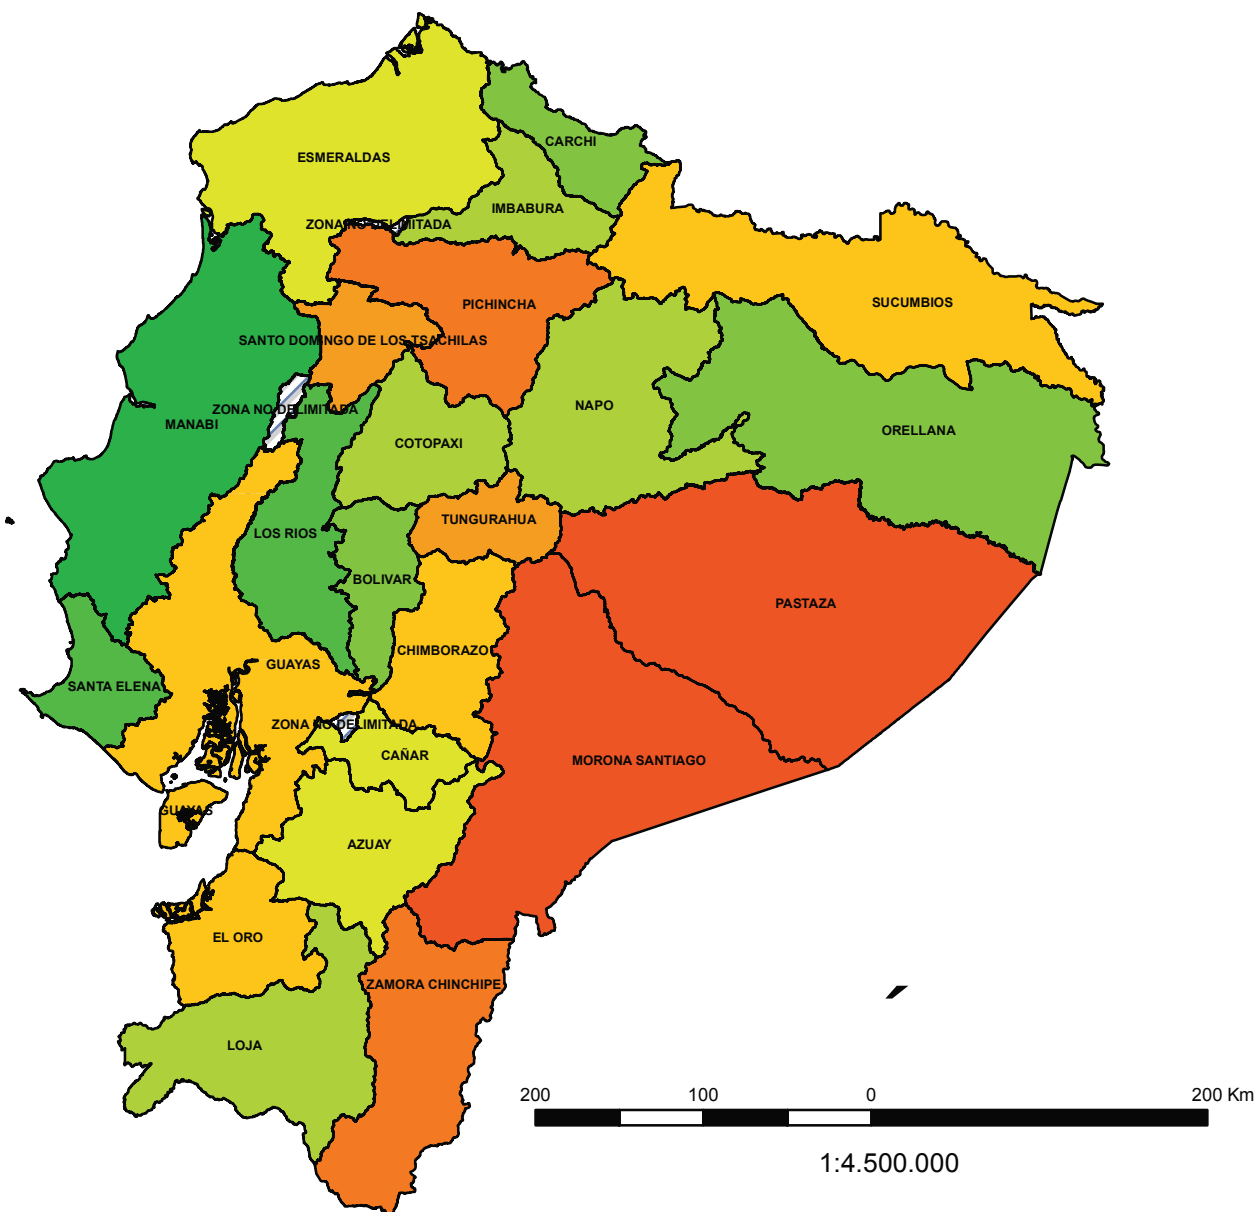 CARCHI
ESMERALDAS
IMBABURA
ZONA NO DELIMITADA
SUCUMBIOS
PICHINCHA
SANTO DOMINGO DE LOS TSACHILAS
NAPO
ZONA NO DELIMITADA
MANABI
ORELLANA
COTOPAXI
TUNGURAHUA
LOS RIOS
BOLIVAR
PASTAZA
CHIMBORAZO
GUAYAS
SANTA ELENA
ZONA NO DELIMITADA
CAÑAR
MORONA SANTIAGO
GUAYAS
AZUAY
EL ORO
ZAMORA CHINCHIPE
LOJA
200 100 0 200 Km
1:4.500.000